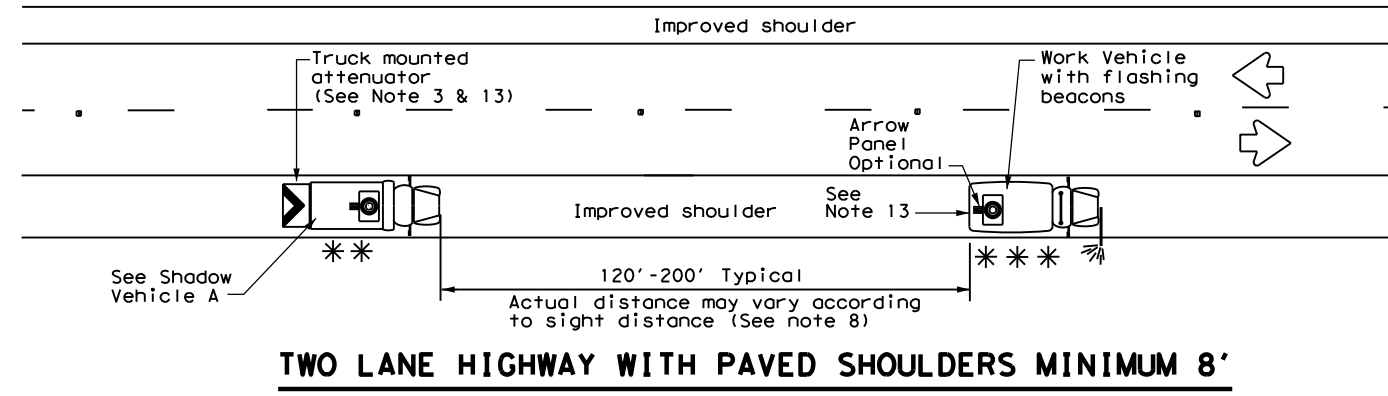 Improved shoulder
Truck mounted
attenuator
(See Note 3 & 13)
Work Vehicle
with flashing
beacons
Arrow
Panel
Optional
See
Note 13
Improved shoulder
See Shadow
Vehicle A
120'-200' Typical
Actual distance may vary according
to sight distance (See note 8)
TWO LANE HIGHWAY WITH PAVED SHOULDERS MINIMUM 8'